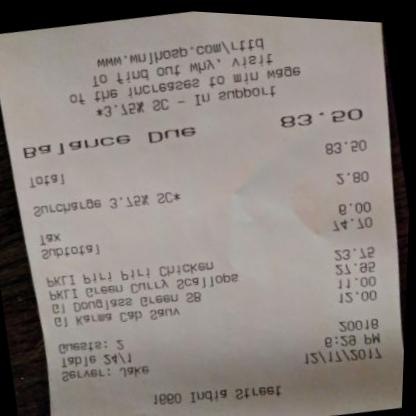 1660 India Street
Server: Jake 12/17/2017
Table 24/1 6:29 PM
Guests: 2 20018
Gl Karma Cab Sauv 12.00
Gl Douglass Green SB 11.00
PKLI Green Curry Scallops 27.95
PKLI Piri Piri Chicken 23.75
Subtotal 74.70
Tax 6.00
Surcharge 3.75% SC* 2.80
Total 83.50
Balance Due 83.50
*3.75% SC - In support
of the increases to min wage
To find out why, visit
www.wnlhosp.com/rttd